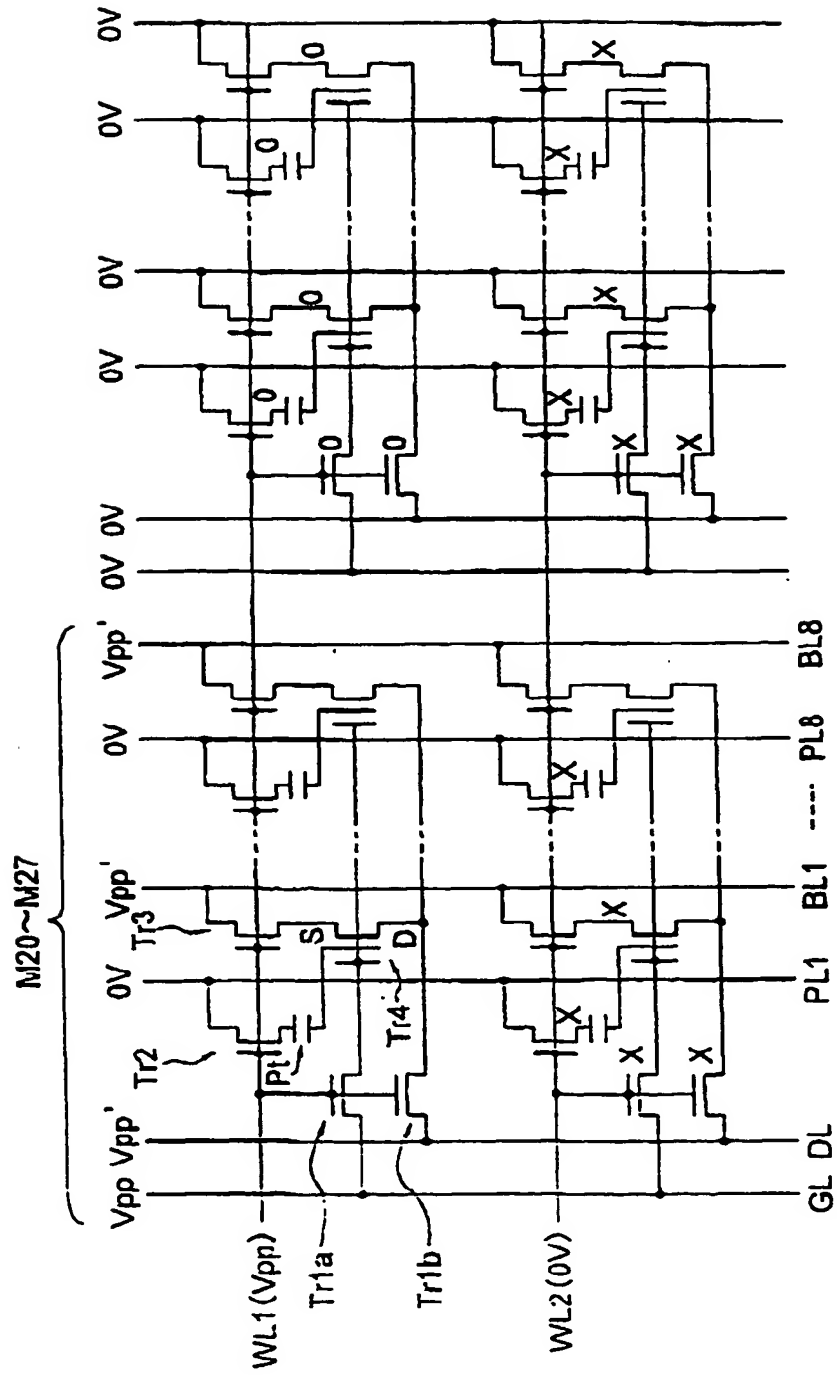 M20~M27
Vpp Vpp' 0V Vpp' 0V Vpp' 0V 0V 0V 0V 0V 0V
Tr2 Tr3
WL1(Vpp) Pt S O O O O
Tr1a Tr4 D O O
Tr1b
WL2(0V) X X X X X X X X
X X X X
GL DL PL1 BL1 ----- PL8 BL8